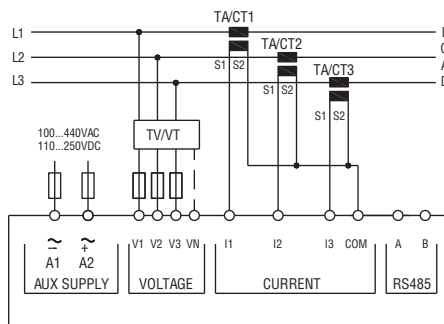 TA/CT1
L1
TA/CT2
L2
S1 S2
TA/CT3
L3
S1 S2
S1 S2
L
O
A
D
100...440VAC
110...250VDC
TV/VT
~ ~
- +
V1 V2 V3 VN I1 I2 I3 COM A B
A1 A2
AUX SUPPLY VOLTAGE CURRENT RS485